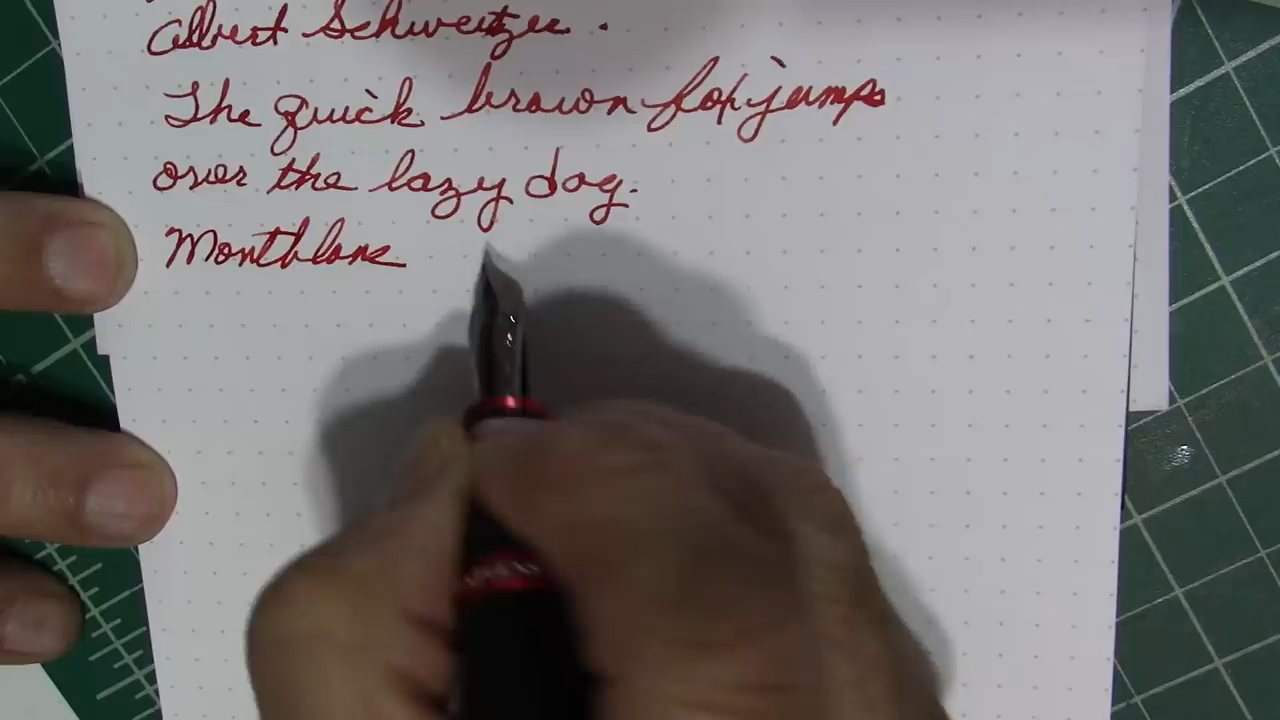 Albert Schweitzer.
The quick brown fox jumps
over the lazy dog.
Montblanc